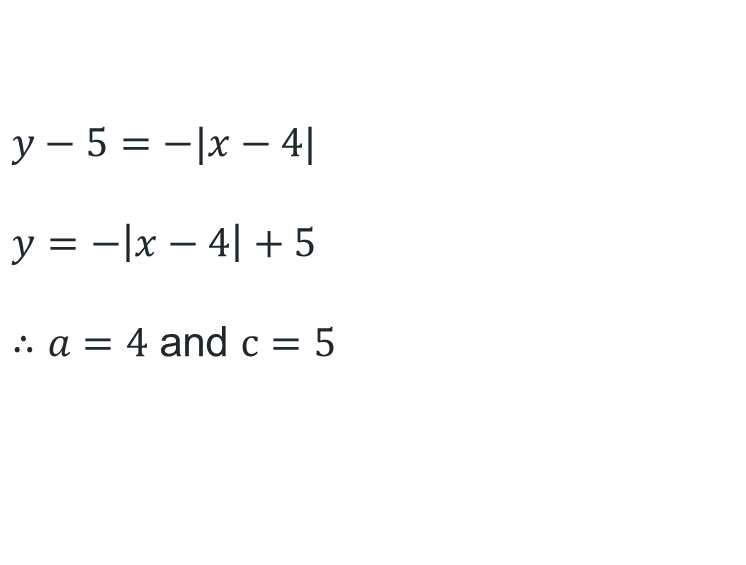 y − 5 = −|x − 4|
y = −|x − 4| + 5
∴ a = 4 and c = 5